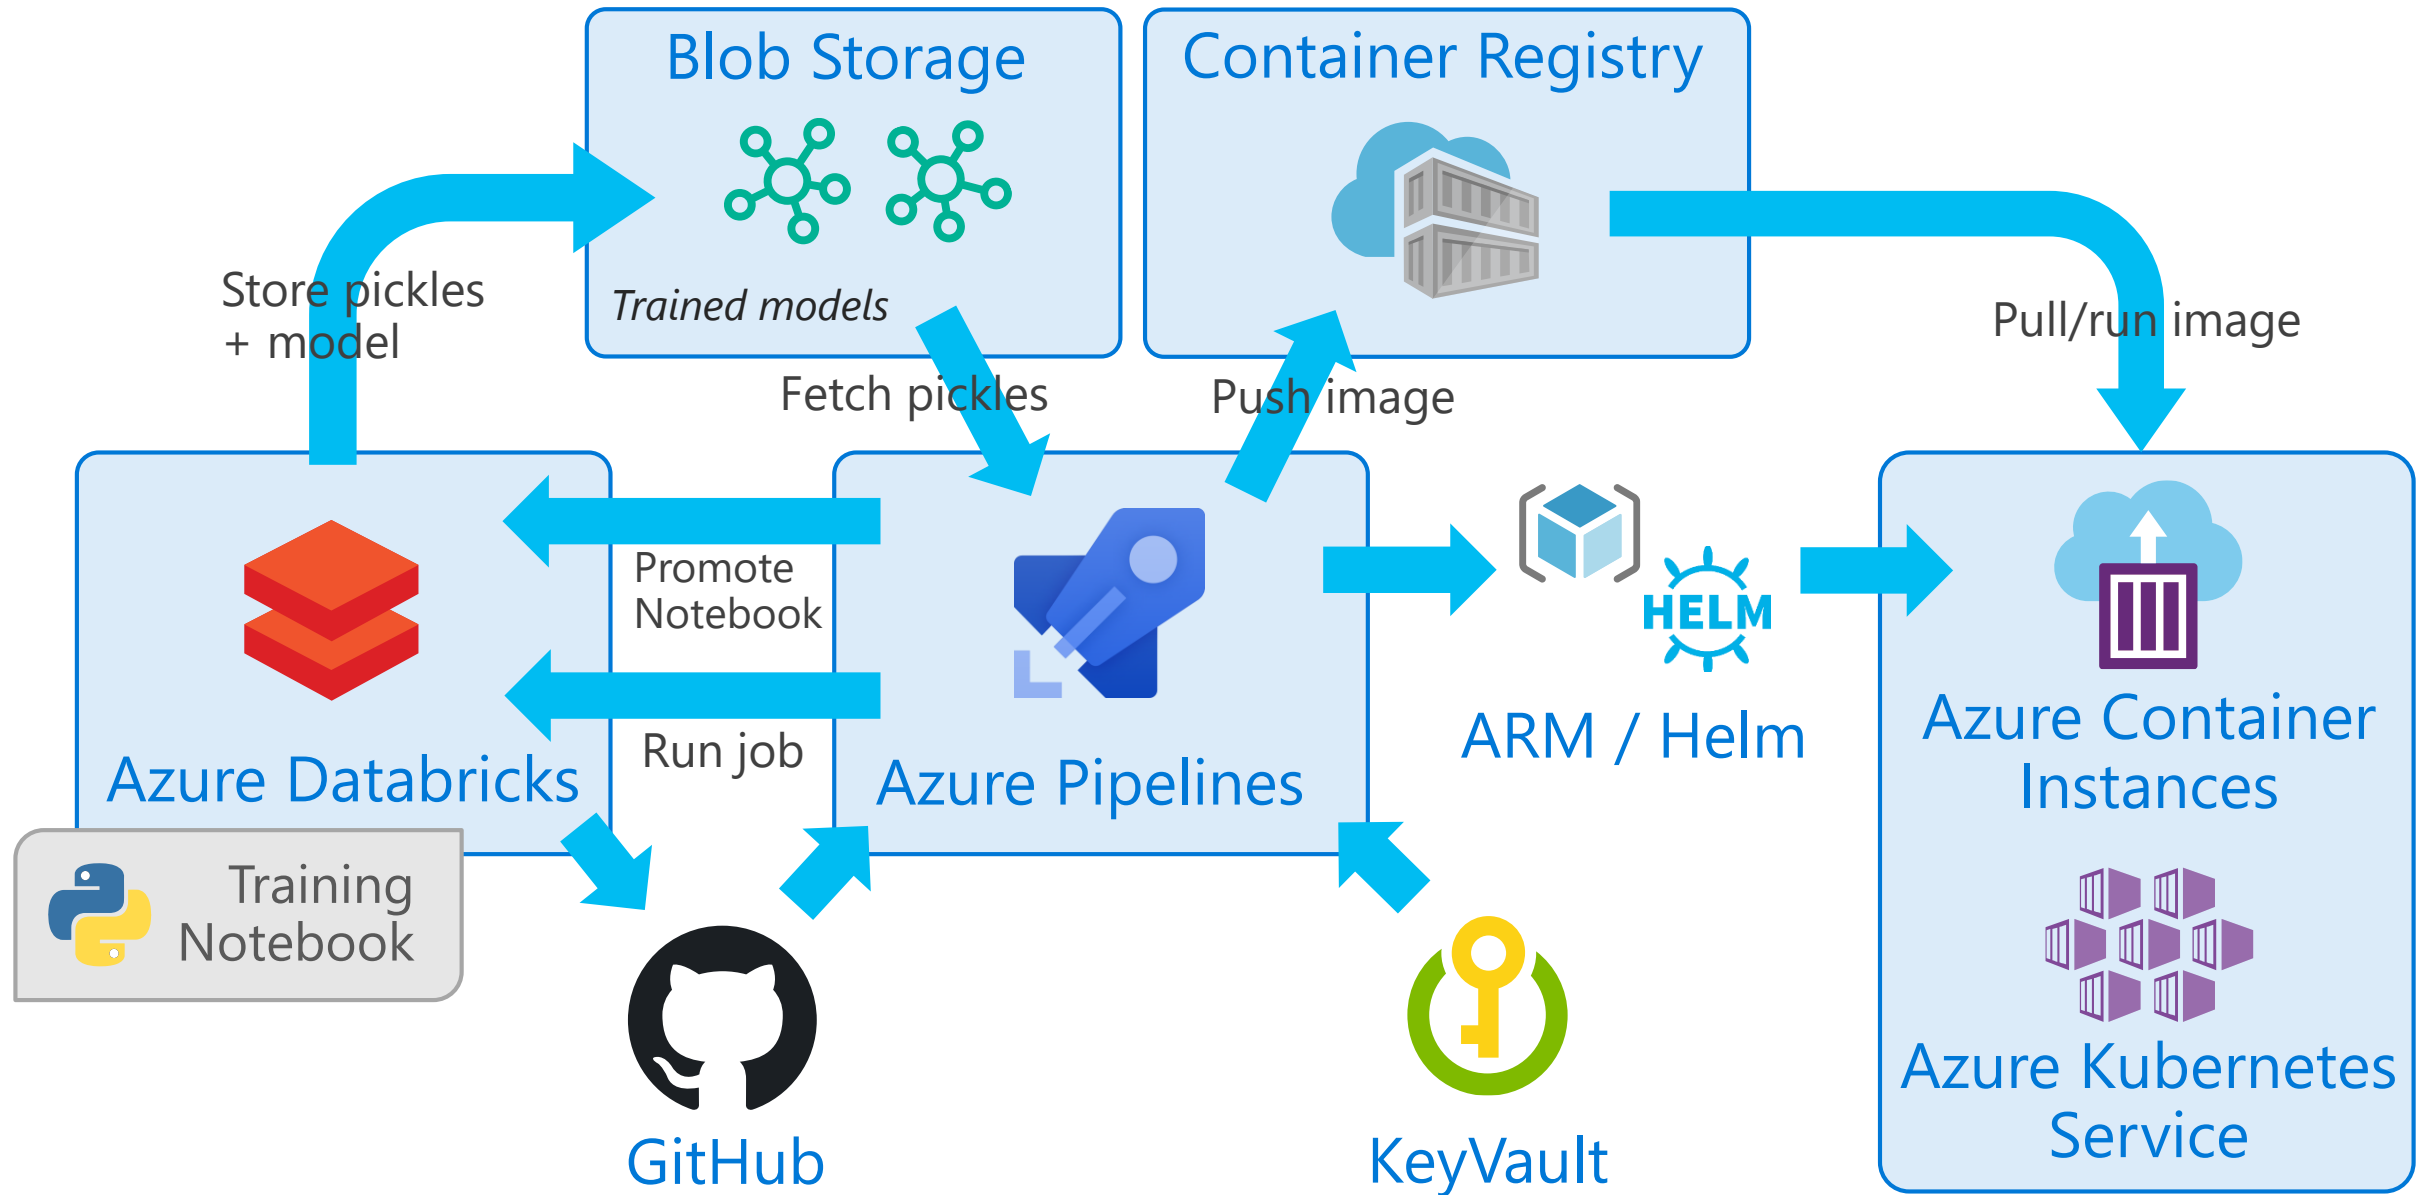 Blob Storage
Container Registry
Store pickles
+ model
Trained models
Pull/run image
Fetch pickles
Push image
Promote
Notebook
HELM
Run job
Azure Databricks
Azure Pipelines
ARM / Helm
Azure Container
Instances
Training
Notebook
Azure Kubernetes
Service
GitHub
KeyVault